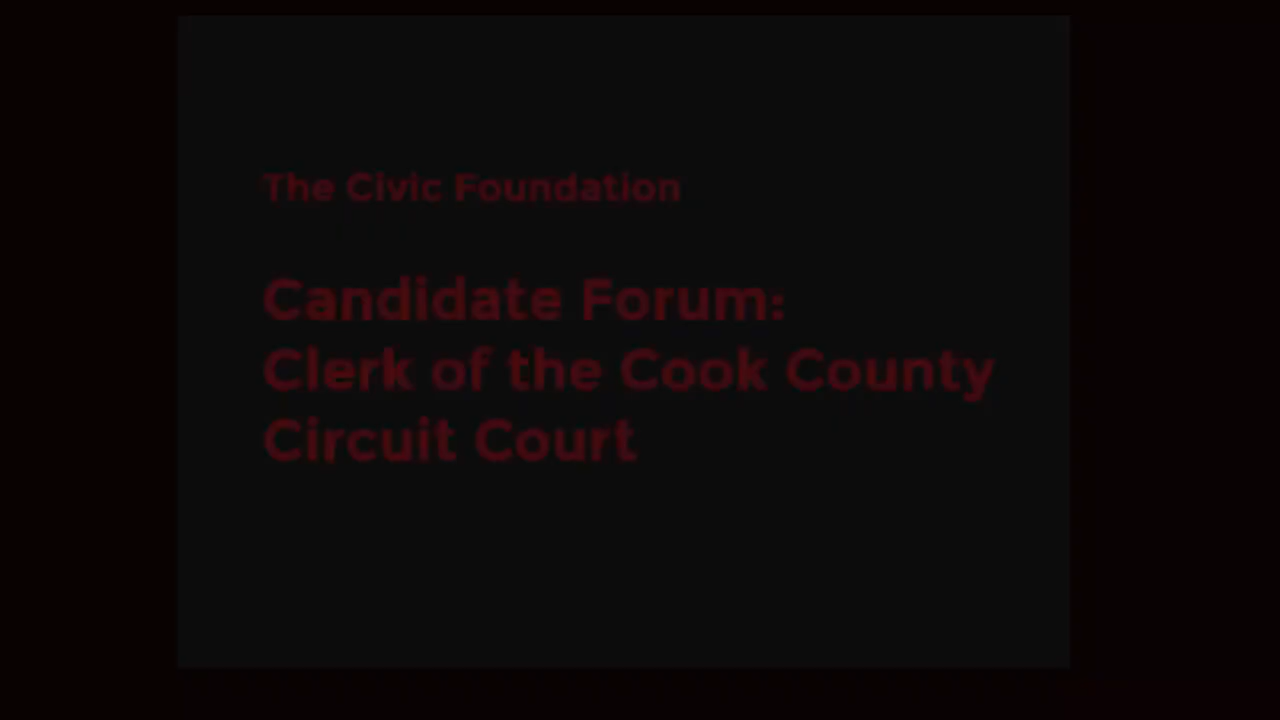 The Civic Foundation
Candidate Forum:
Clerk of the Cook County
Circuit Court